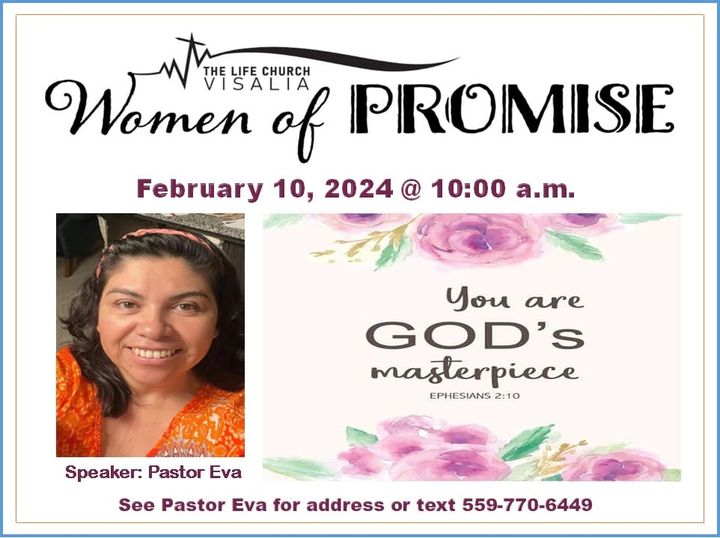 THE LIFE CHURCH
VISALIA
Women of PROMISE
February 10, 2024 @ 10:00 a.m.
You are
GOD's
masterpiece
EPHESIANS 2:10
Speaker: Pastor Eva
See Pastor Eva for address or text 559-770-6449